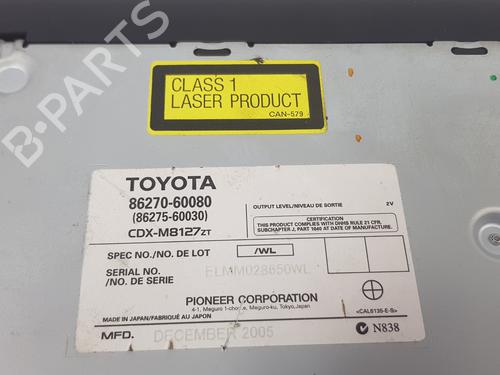 CLASS 1
LASER PRODUCT
CAN-579
TOYOTA
86270-60080
(86275-60030)
CDX-M8127ZT
OUTPUT LEVEL/NIVEAU DE SORTIE 2V
CERTIFICATION
THIS PRODUCT COMPLIES WITH DHHS RULE 21 CFR,
SUBCHAPTER J, PART 1040 AT DATE OF MANUFACTURE.
SPEC NO./NO. DE LOT /WL
SERIAL NO.
/NO. DE SERIE ELMM028650WL
PIONEER CORPORATION
4-1, Meguro 1-chome, Meguro-ku, Tokyo, Japan
MADE IN JAPAN/FABRIQUÉ AU JAPON
<CAL6135-E-S>
MFD. DECEMBER 2005
N838
B-PARTS